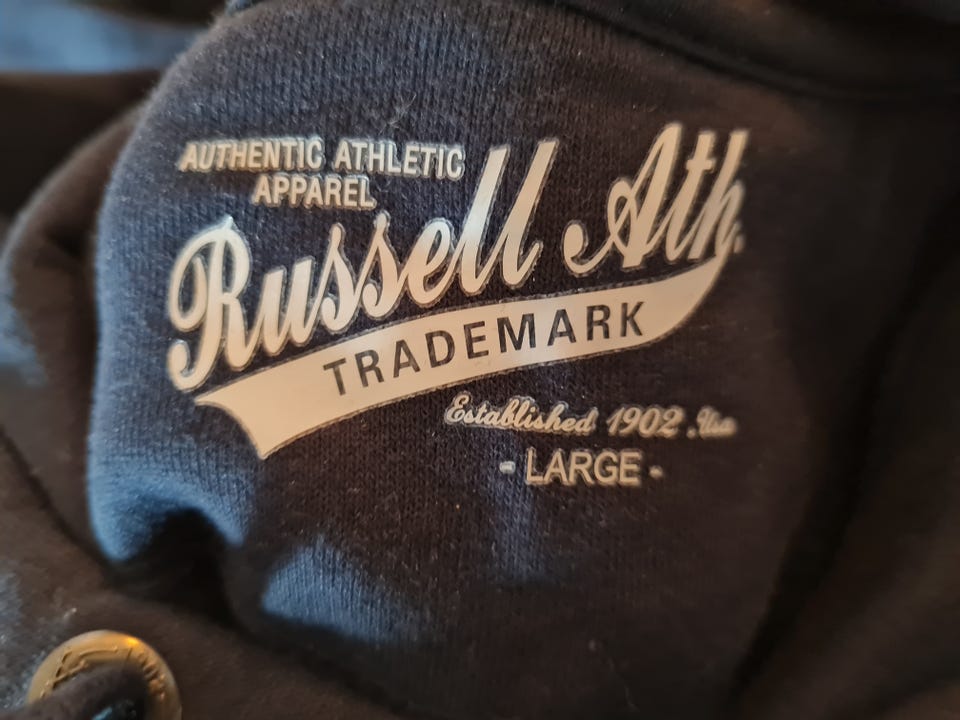 AUTHENTIC ATHLETIC
APPAREL
Russell Ath.
TRADEMARK
Established 1902 .Usa
- LARGE -